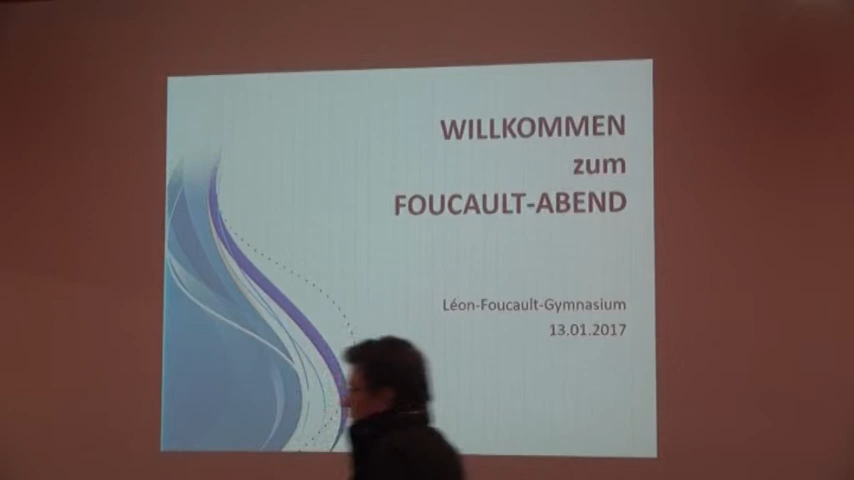 WILLKOMMEN
zum
FOUCAULT-ABEND
Léon-Foucault-Gymnasium
13.01.2017